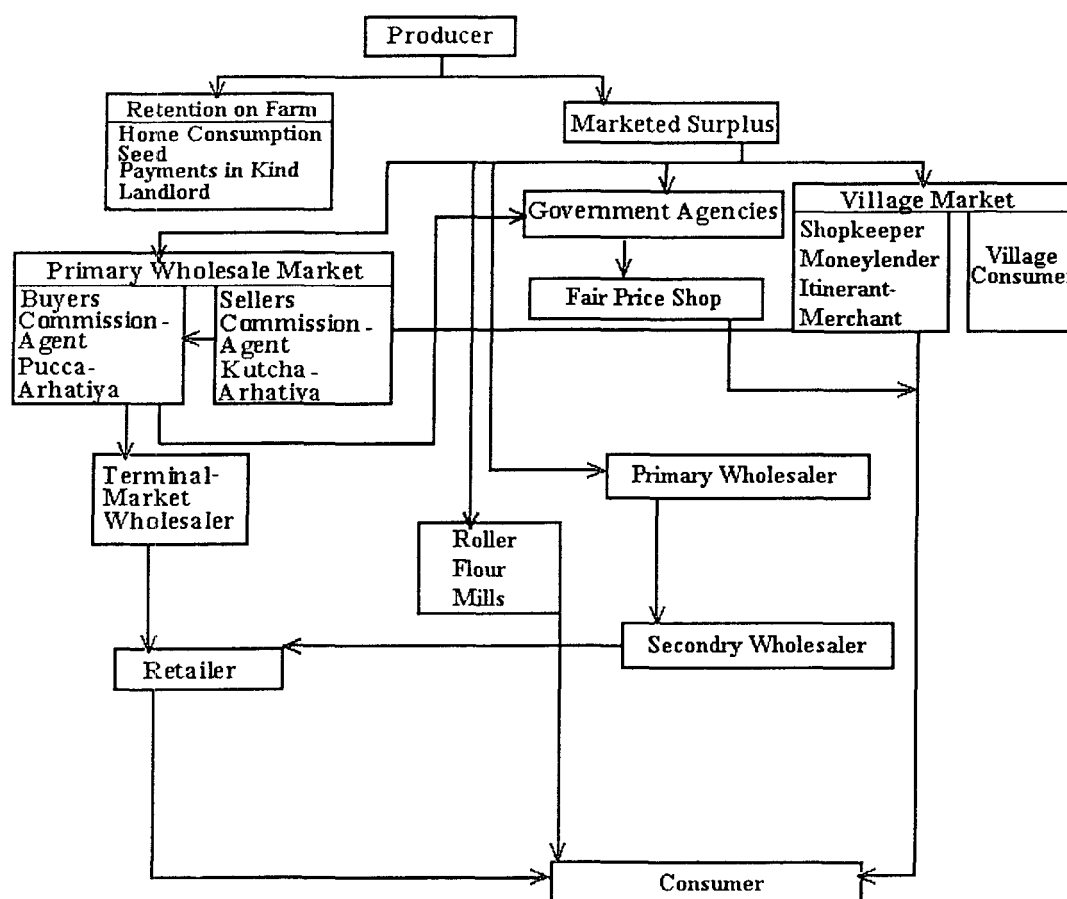 Producer
Retention on Farm
Home Consumption
Seed
Payments in Kind
Landlord
Marketed Surplus
Government Agencies
Village Market
Shopkeeper
Moneylender
Itinerant-
Merchant
Village
Consumer
Fair Price Shop
Primary Wholesale Market
Buyers
Commission-
Agent
Pucca-
Arhatiya
Sellers
Commission-
Agent
Kutcha-
Arhatiya
Terminal-
Market
Wholesaler
Primary Wholesaler
Roller
Flour
Mills
Secondry Wholesaler
Retailer
Consumer